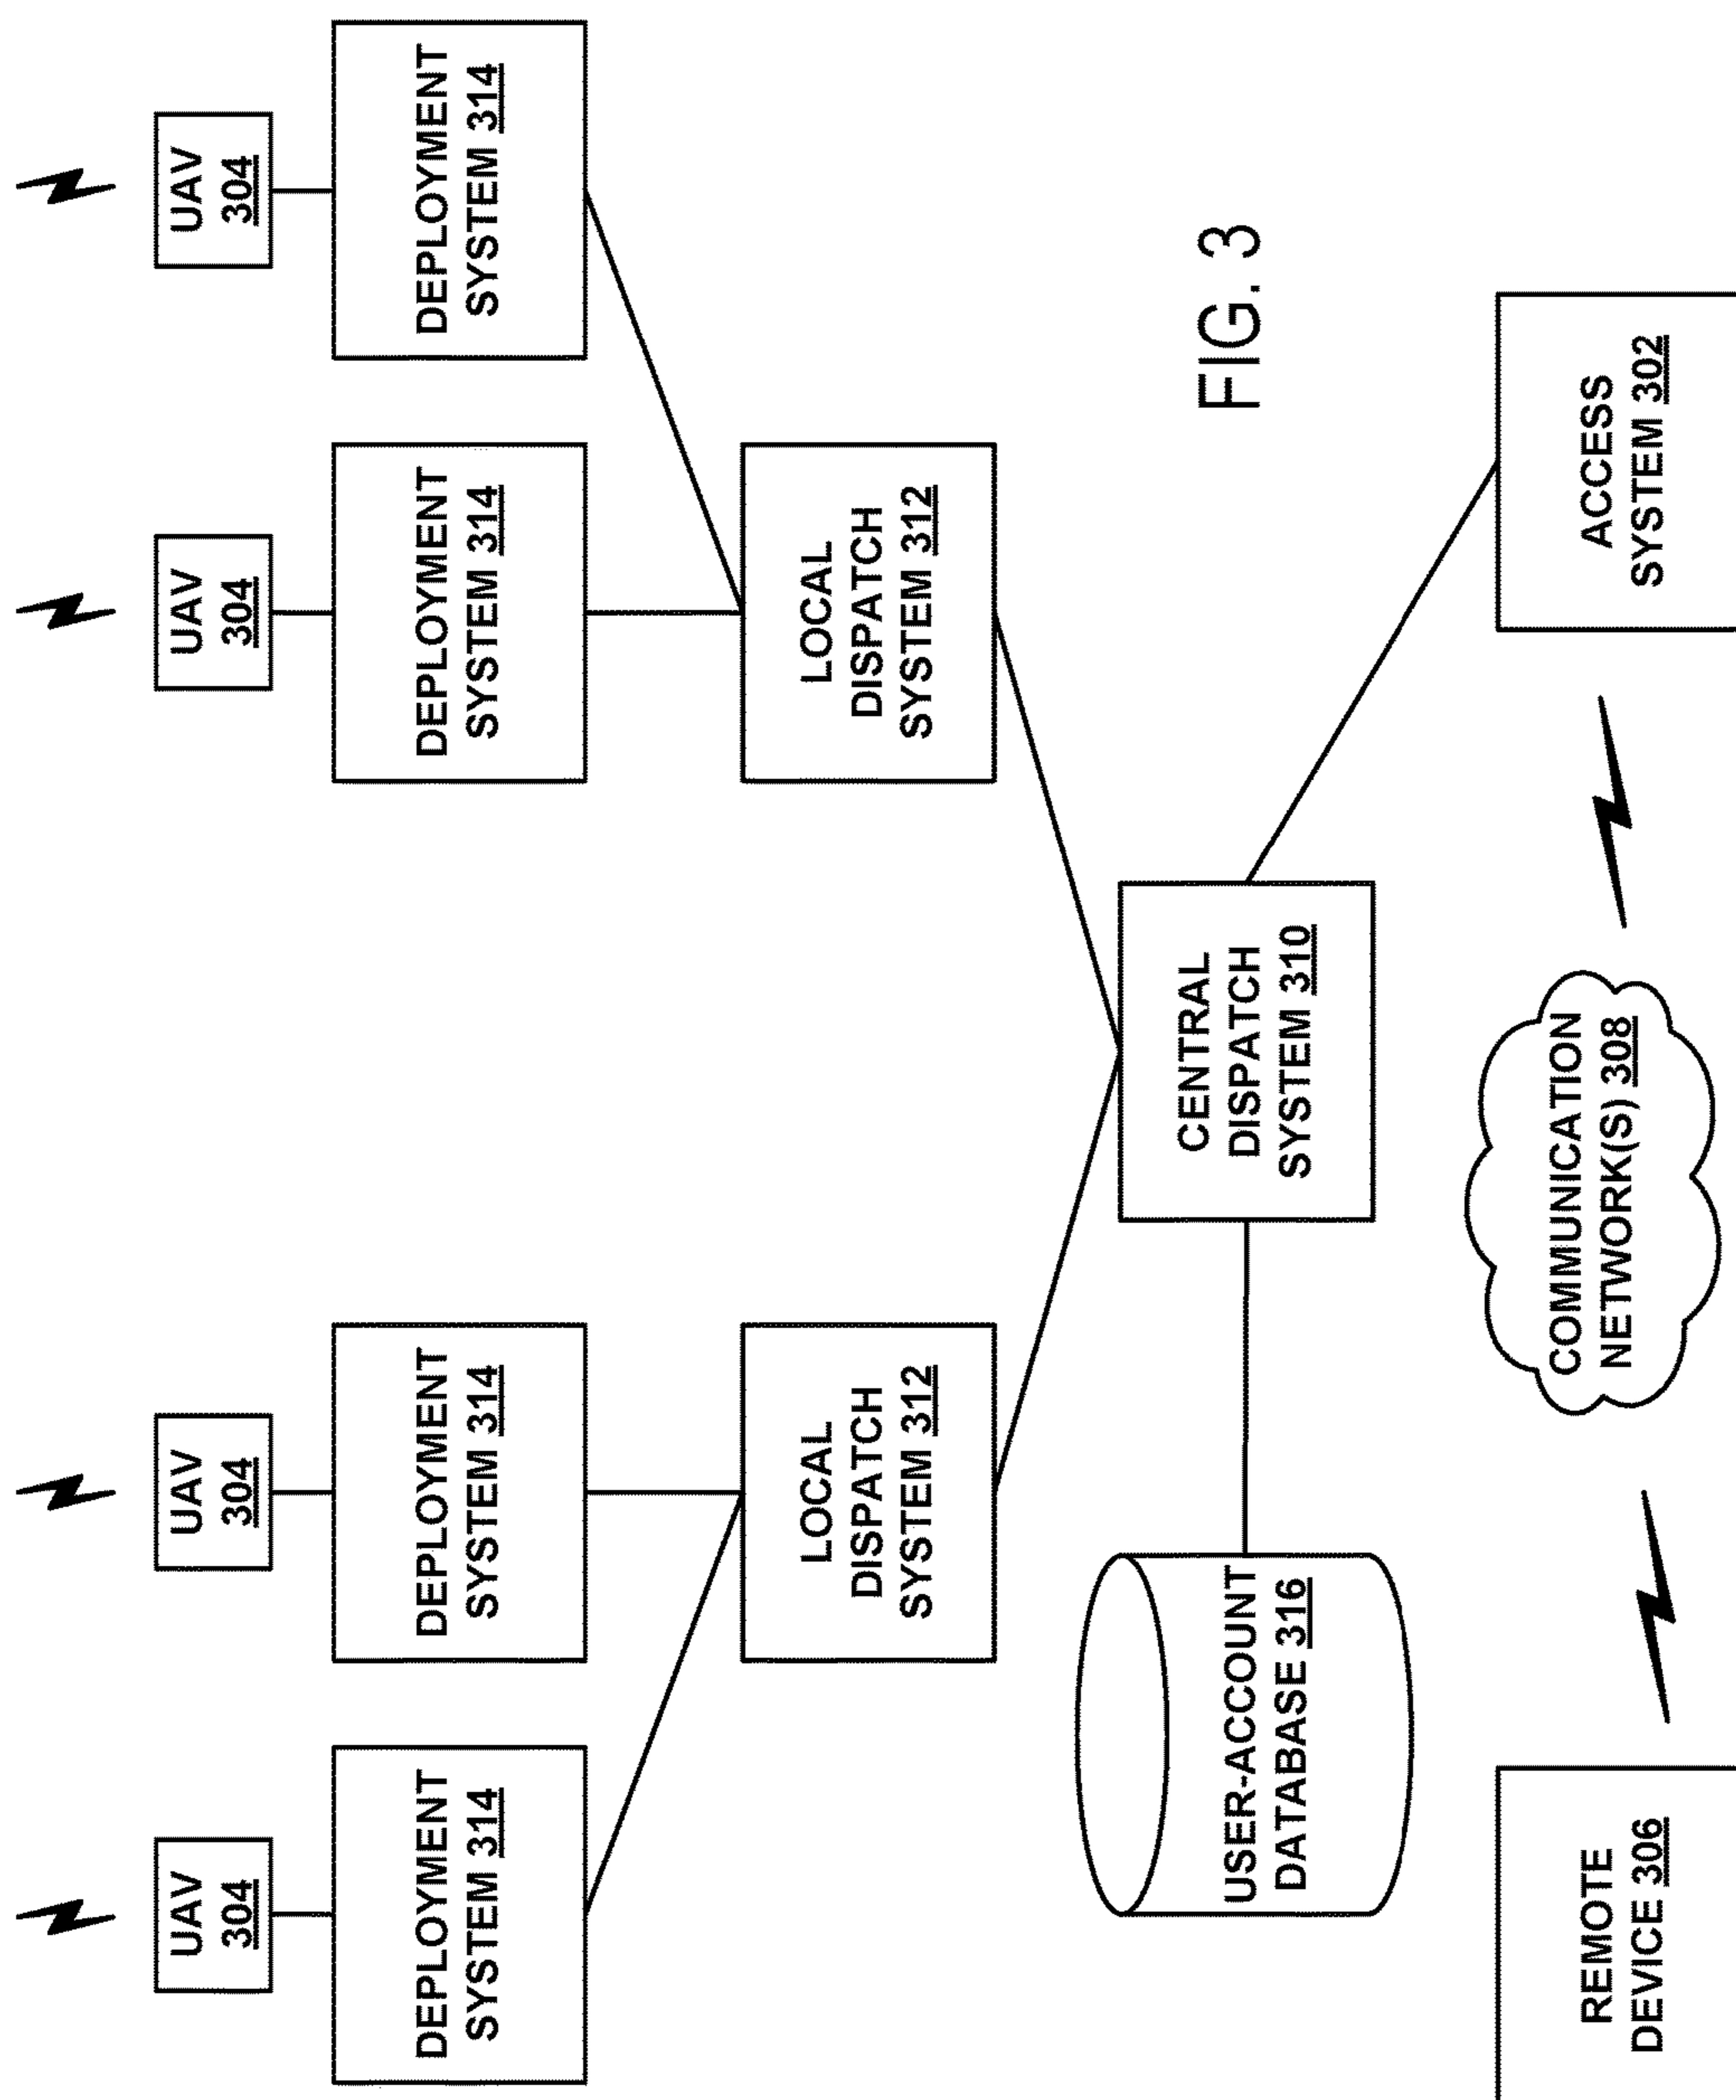 UAV
304
UAV
304
UAV
304
UAV
304
DEPLOYMENT
SYSTEM 314
DEPLOYMENT
SYSTEM 314
DEPLOYMENT
SYSTEM 314
DEPLOYMENT
SYSTEM 314
LOCAL
DISPATCH
SYSTEM 312
LOCAL
DISPATCH
SYSTEM 312
USER-ACCOUNT
DATABASE 316
CENTRAL
DISPATCH
SYSTEM 310
FIG. 3
REMOTE
DEVICE 306
COMMUNICATION
NETWORK(S) 308
ACCESS
SYSTEM 302